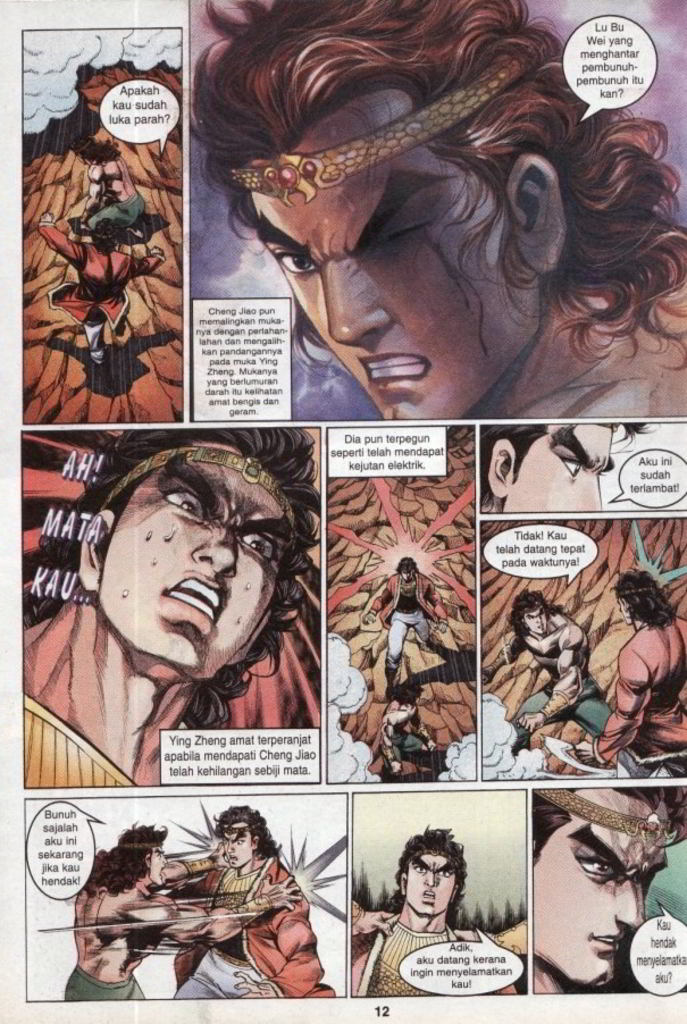 Apakah
kau sudah
luka parah?
Lu Bu
Wei yang
menghantar
pembunuh-
pembunuh itu
kan?
Cheng Jiao pun
memalingkan muka-
nya dengan perlahan-
lahan dan mengalih-
kan pandangannya
pada muka Ying
Zheng. Mukanya
yang berlumuran
darah itu kelihatan
amat bengis dan
geram.
AH!
MATA
KAU...
Ying Zheng amat terperanjat
apabila mendapati Cheng Jiao
telah kehilangan sebiji mata.
Dia pun terpegun
seperti telah mendapat
kejutan elektrik.
Aku ini
sudah
terlambat!
Tidak! Kau
telah datang tepat
pada waktunya!
Bunuh
sajalah
aku ini
sekarang
jika kau
hendak!
Adik,
aku datang kerana
ingin menyelamatkan
kau!
Kau
hendak
menyelamatkan
aku?
12